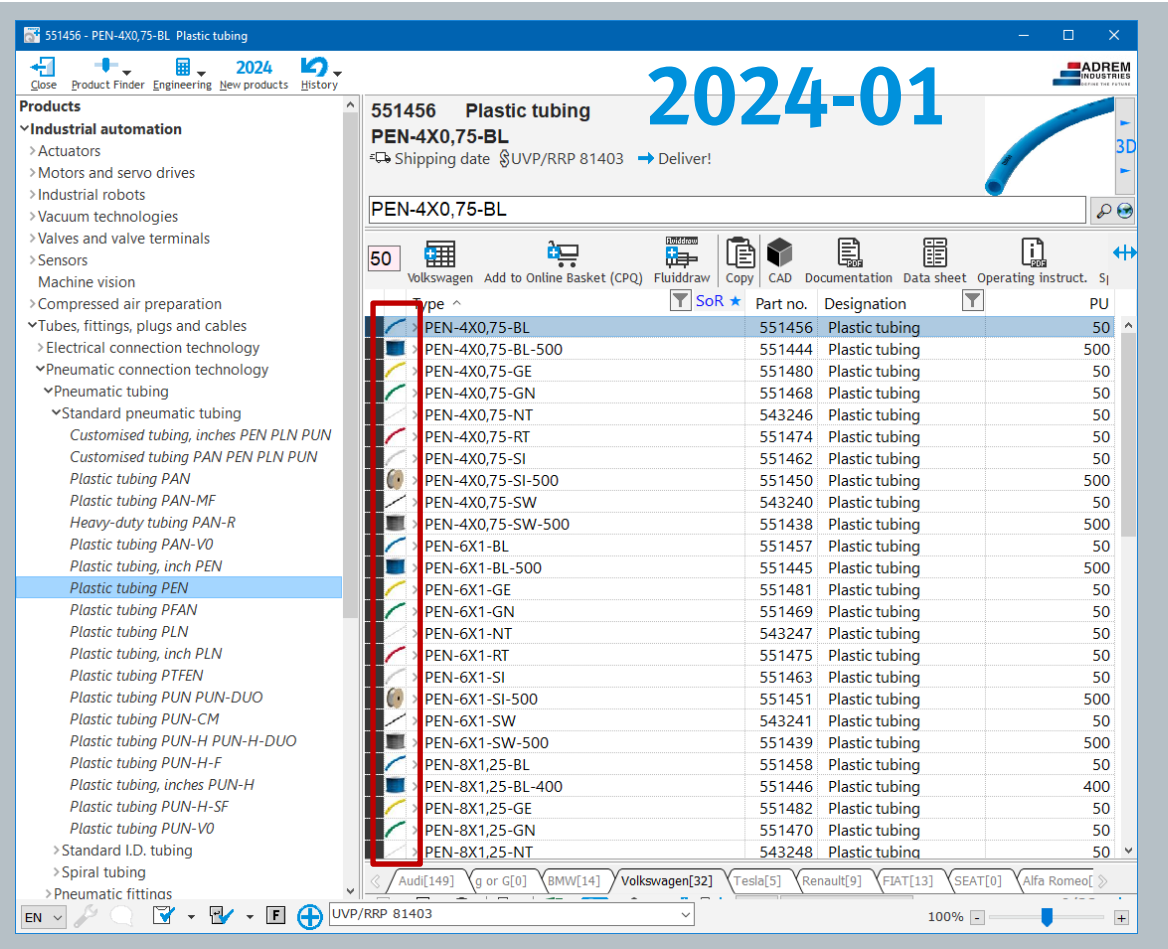 551456 - PEN-4X0,75-BL Plastic tubing
Close Product Finder Engineering 2024 New products History
2024-01
ADREM
INDUSTRIES
Products
Industrial automation
Actuators
Motors and servo drives
Industrial robots
Vacuum technologies
Valves and valve terminals
Sensors
Machine vision
Compressed air preparation
Tubes, fittings, plugs and cables
Electrical connection technology
Pneumatic connection technology
Pneumatic tubing
Standard pneumatic tubing
Customised tubing, inches PEN PLN PUN
Customised tubing PAN PEN PLN PUN
Plastic tubing PAN
Plastic tubing PAN-MF
Heavy-duty tubing PAN-R
Plastic tubing PAN-V0
Plastic tubing, inch PEN
Plastic tubing PEN
Plastic tubing PFAN
Plastic tubing PLN
Plastic tubing, inch PLN
Plastic tubing PTFEN
Plastic tubing PUN PUN-DUO
Plastic tubing PUN-CM
Plastic tubing PUN-H PUN-H-DUO
Plastic tubing PUN-H-F
Plastic tubing, inches PUN-H
Plastic tubing PUN-H-SF
Plastic tubing PUN-V0
Standard I.D. tubing
Spiral tubing
Pneumatic fittings
551456 Plastic tubing
PEN-4X0,75-BL
Shipping date §UVP/RRP 81403 Deliver!
3D
PEN-4X0,75-BL
50 Volkswagen Add to Online Basket (CPQ) Fluiddraw Copy CAD Documentation Data sheet Operating instruct. Sp
Type SoR Part no. Designation PU
PEN-4X0,75-BL 551456 Plastic tubing 50
PEN-4X0,75-BL-500 551444 Plastic tubing 500
PEN-4X0,75-GE 551480 Plastic tubing 50
PEN-4X0,75-GN 551468 Plastic tubing 50
PEN-4X0,75-NT 543246 Plastic tubing 50
PEN-4X0,75-RT 551474 Plastic tubing 50
PEN-4X0,75-SI 551462 Plastic tubing 50
PEN-4X0,75-SI-500 551450 Plastic tubing 500
PEN-4X0,75-SW 543240 Plastic tubing 50
PEN-4X0,75-SW-500 551438 Plastic tubing 500
PEN-6X1-BL 551457 Plastic tubing 50
PEN-6X1-BL-500 551445 Plastic tubing 500
PEN-6X1-GE 551481 Plastic tubing 50
PEN-6X1-GN 551469 Plastic tubing 50
PEN-6X1-NT 543247 Plastic tubing 50
PEN-6X1-RT 551475 Plastic tubing 50
PEN-6X1-SI 551463 Plastic tubing 50
PEN-6X1-SI-500 551451 Plastic tubing 500
PEN-6X1-SW 543241 Plastic tubing 50
PEN-6X1-SW-500 551439 Plastic tubing 500
PEN-8X1,25-BL 551458 Plastic tubing 50
PEN-8X1,25-BL-400 551446 Plastic tubing 400
PEN-8X1,25-GE 551482 Plastic tubing 50
PEN-8X1,25-GN 551470 Plastic tubing 50
PEN-8X1,25-NT 543248 Plastic tubing 50
Audi[149] g or G[0] BMW[14] Volkswagen[32] Tesla[5] Renault[9] FIAT[13] SEAT[0] Alfa Romeo[
EN F UVP/RRP 81403 100% - +